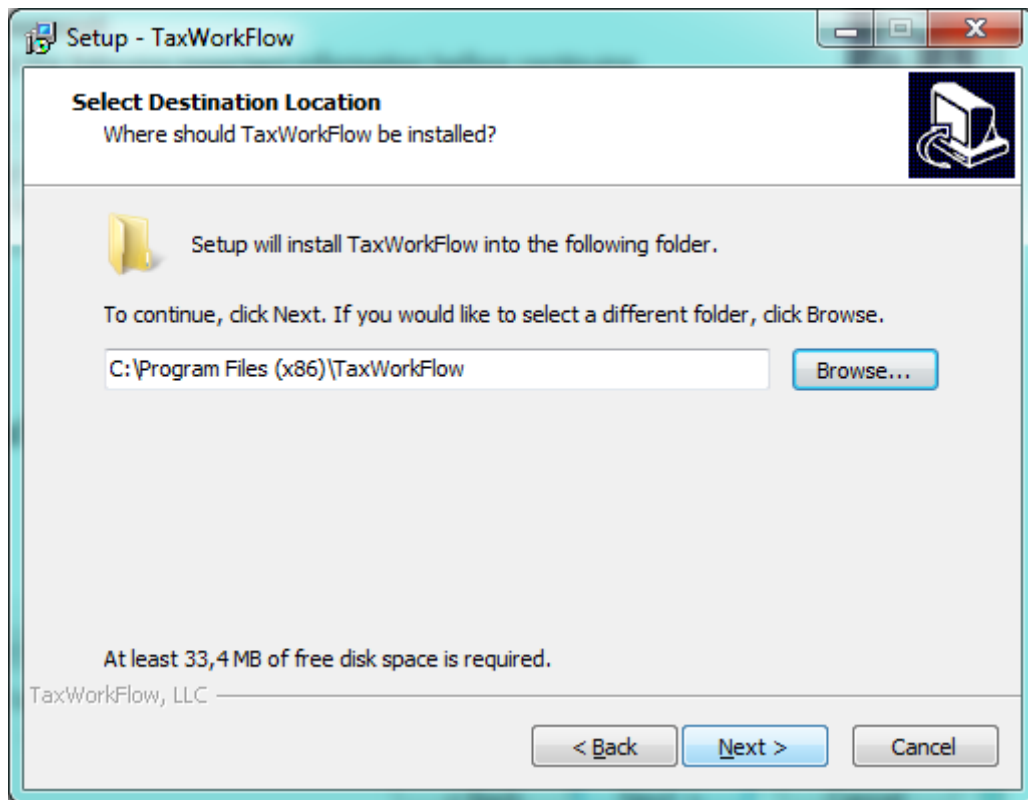 Setup - TaxWorkFlow
Select Destination Location
Where should TaxWorkFlow be installed?
Setup will install TaxWorkFlow into the following folder.
To continue, click Next. If you would like to select a different folder, click Browse.
C:\Program Files (x86)\TaxWorkFlow
Browse...
At least 33,4 MB of free disk space is required.
TaxWorkFlow, LLC
< Back
Next >
Cancel